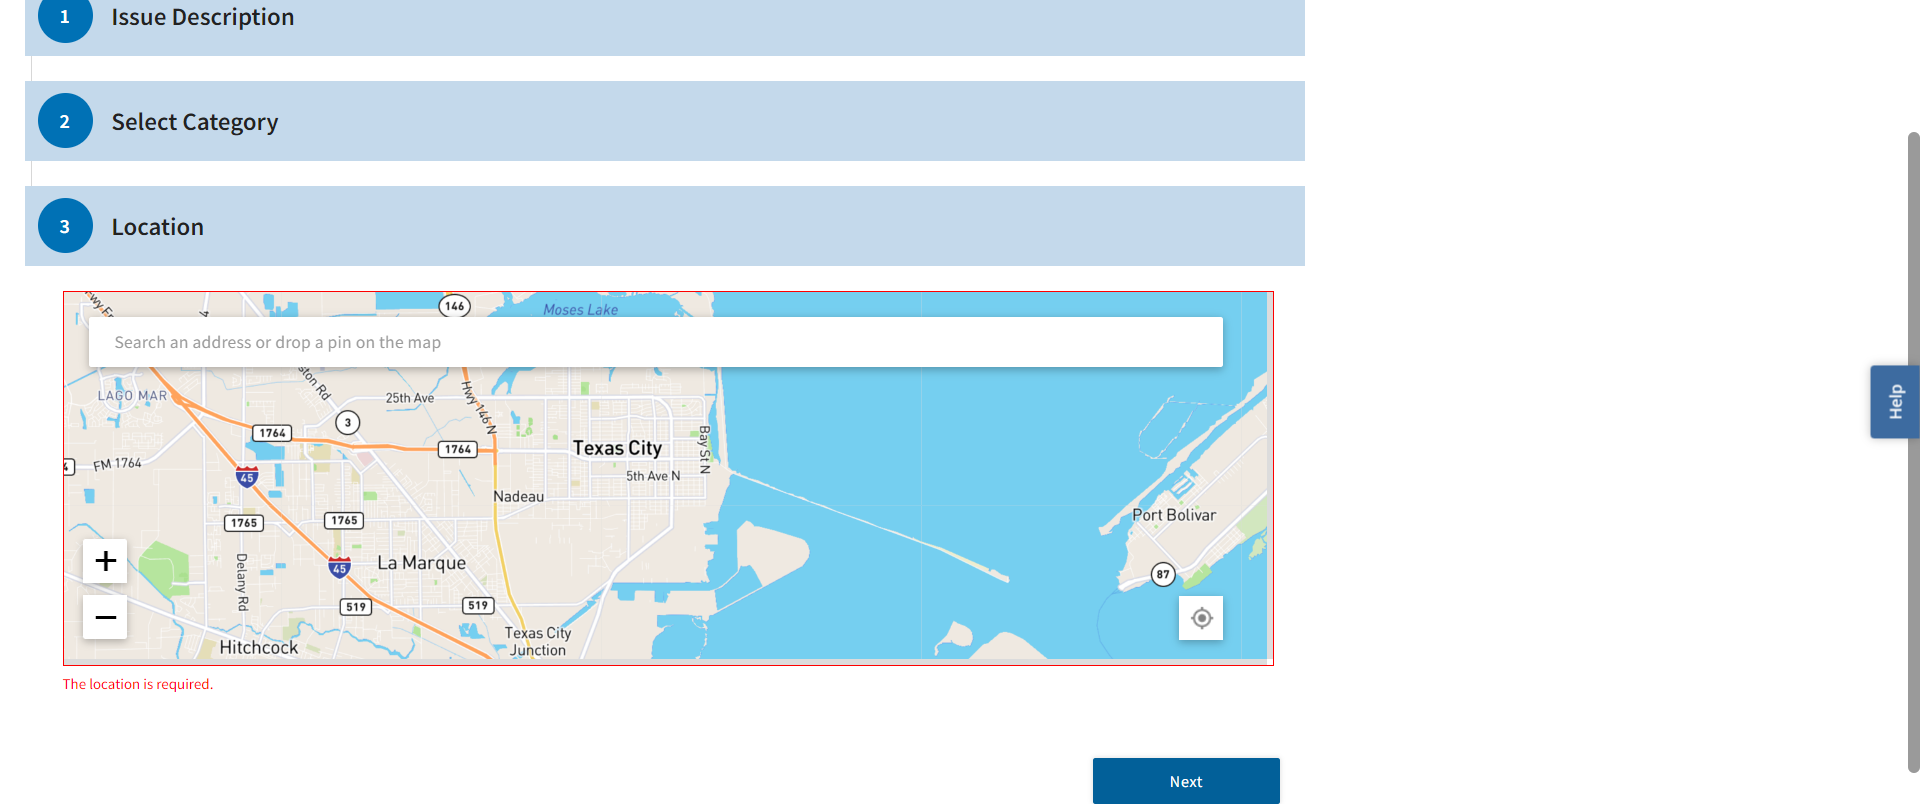 1
Issue Description
2
Select Category
3
Location
146
Moses Lake
Search an address or drop a pin on the map
LAGO MAR
25th Ave
Hwy 146 N
3
1764
1764
Texas City
Bay St N
FM 1764
45
5th Ave N
Nadeau
1765
1765
Port Bolivar
+
Delany Rd
45
La Marque
87
519
519
−
Texas City
Junction
Hitchcock
The location is required.
Next
Help